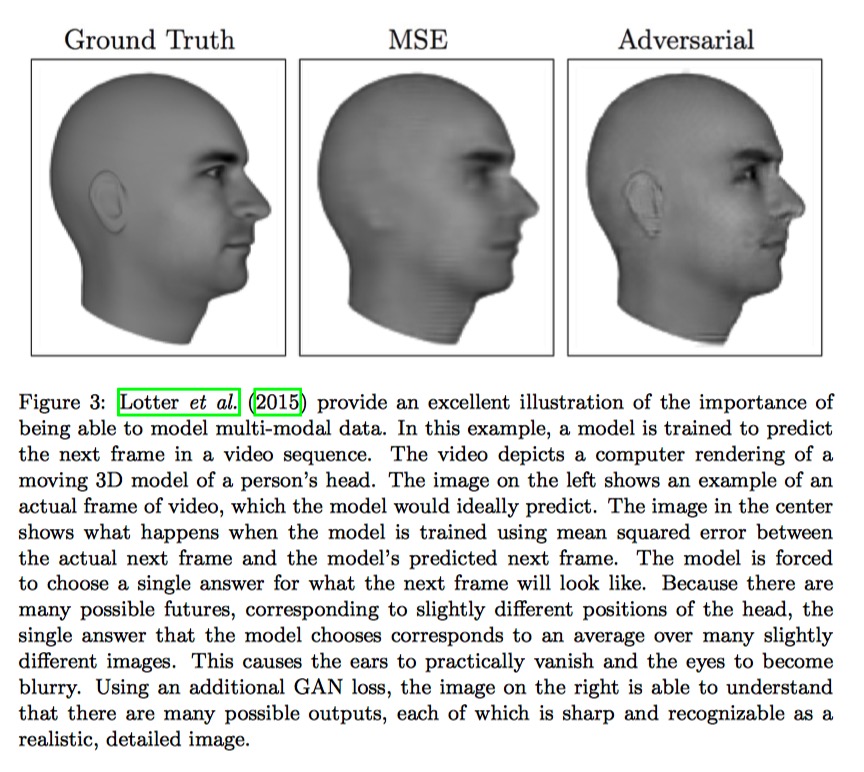 Ground Truth
MSE
Adversarial
Figure 3: Lotter et al. (2015) provide an excellent illustration of the importance of
being able to model multi-modal data. In this example, a model is trained to predict
the next frame in a video sequence. The video depicts a computer rendering of a
moving 3D model of a person's head. The image on the left shows an example of an
actual frame of video, which the model would ideally predict. The image in the center
shows what happens when the model is trained using mean squared error between
the actual next frame and the model's predicted next frame. The model is forced
to choose a single answer for what the next frame will look like. Because there are
many possible futures, corresponding to slightly different positions of the head, the
single answer that the model chooses corresponds to an average over many slightly
different images. This causes the ears to practically vanish and the eyes to become
blurry. Using an additional GAN loss, the image on the right is able to understand
that there are many possible outputs, each of which is sharp and recognizable as a
realistic, detailed image.